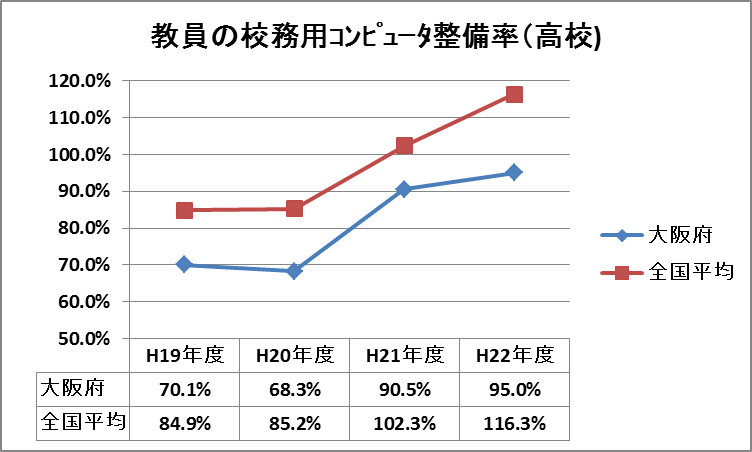 教員の校務用ｺﾝﾋﾟｭｰﾀ整備率（高校)
120.0%
110.0%
100.0%
90.0%
80.0%
70.0%
60.0%
50.0%
大阪府
全国平均
H19年度 H20年度 H21年度 H22年度
大阪府 70.1% 68.3% 90.5% 95.0%
全国平均 84.9% 85.2% 102.3% 116.3%